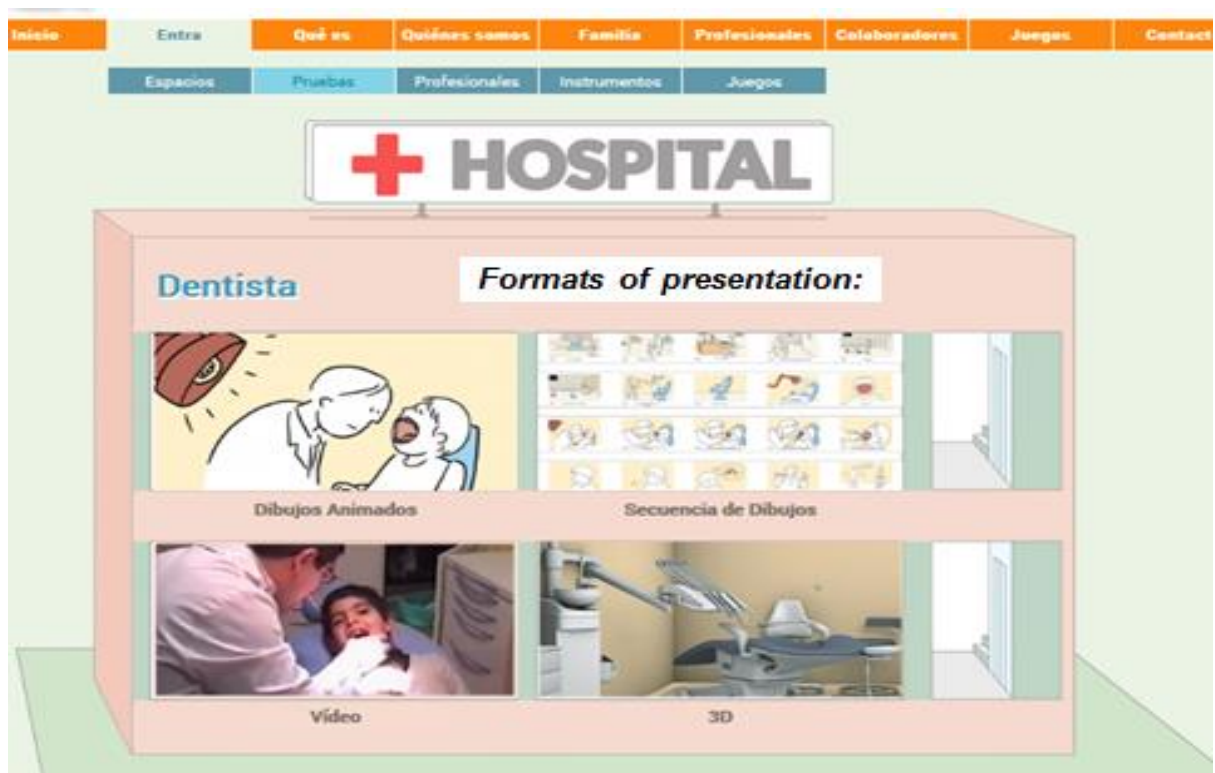 Inicio Entra Qué es Quiénes somos Familia Profesionales Colaboradores Juegos Contact
Espacios Pruebas Profesionales Instrumentos Juegos
+ HOSPITAL
Dentista
Formats of presentation:
Dibujos Animados Secuencia de Dibujos
Vídeo 3D